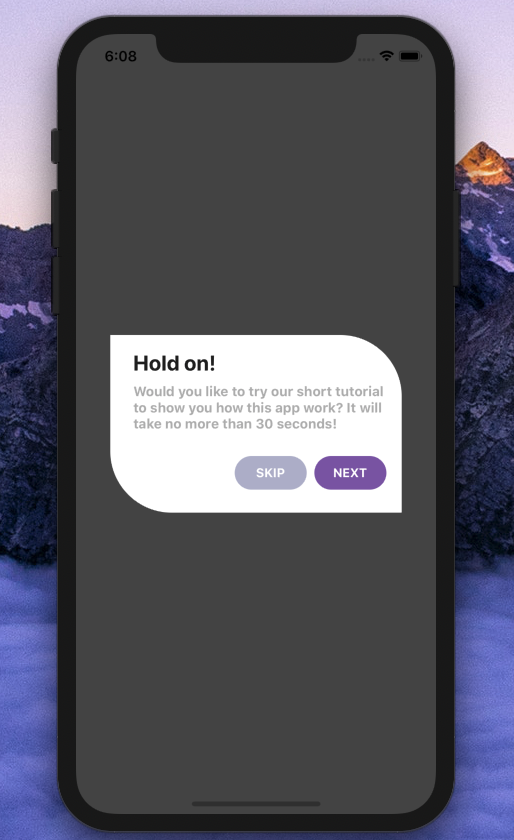 6:08
Hold on!
Would you like to try our short tutorial
to show you how this app work? It will
take no more than 30 seconds!
SKIP
NEXT